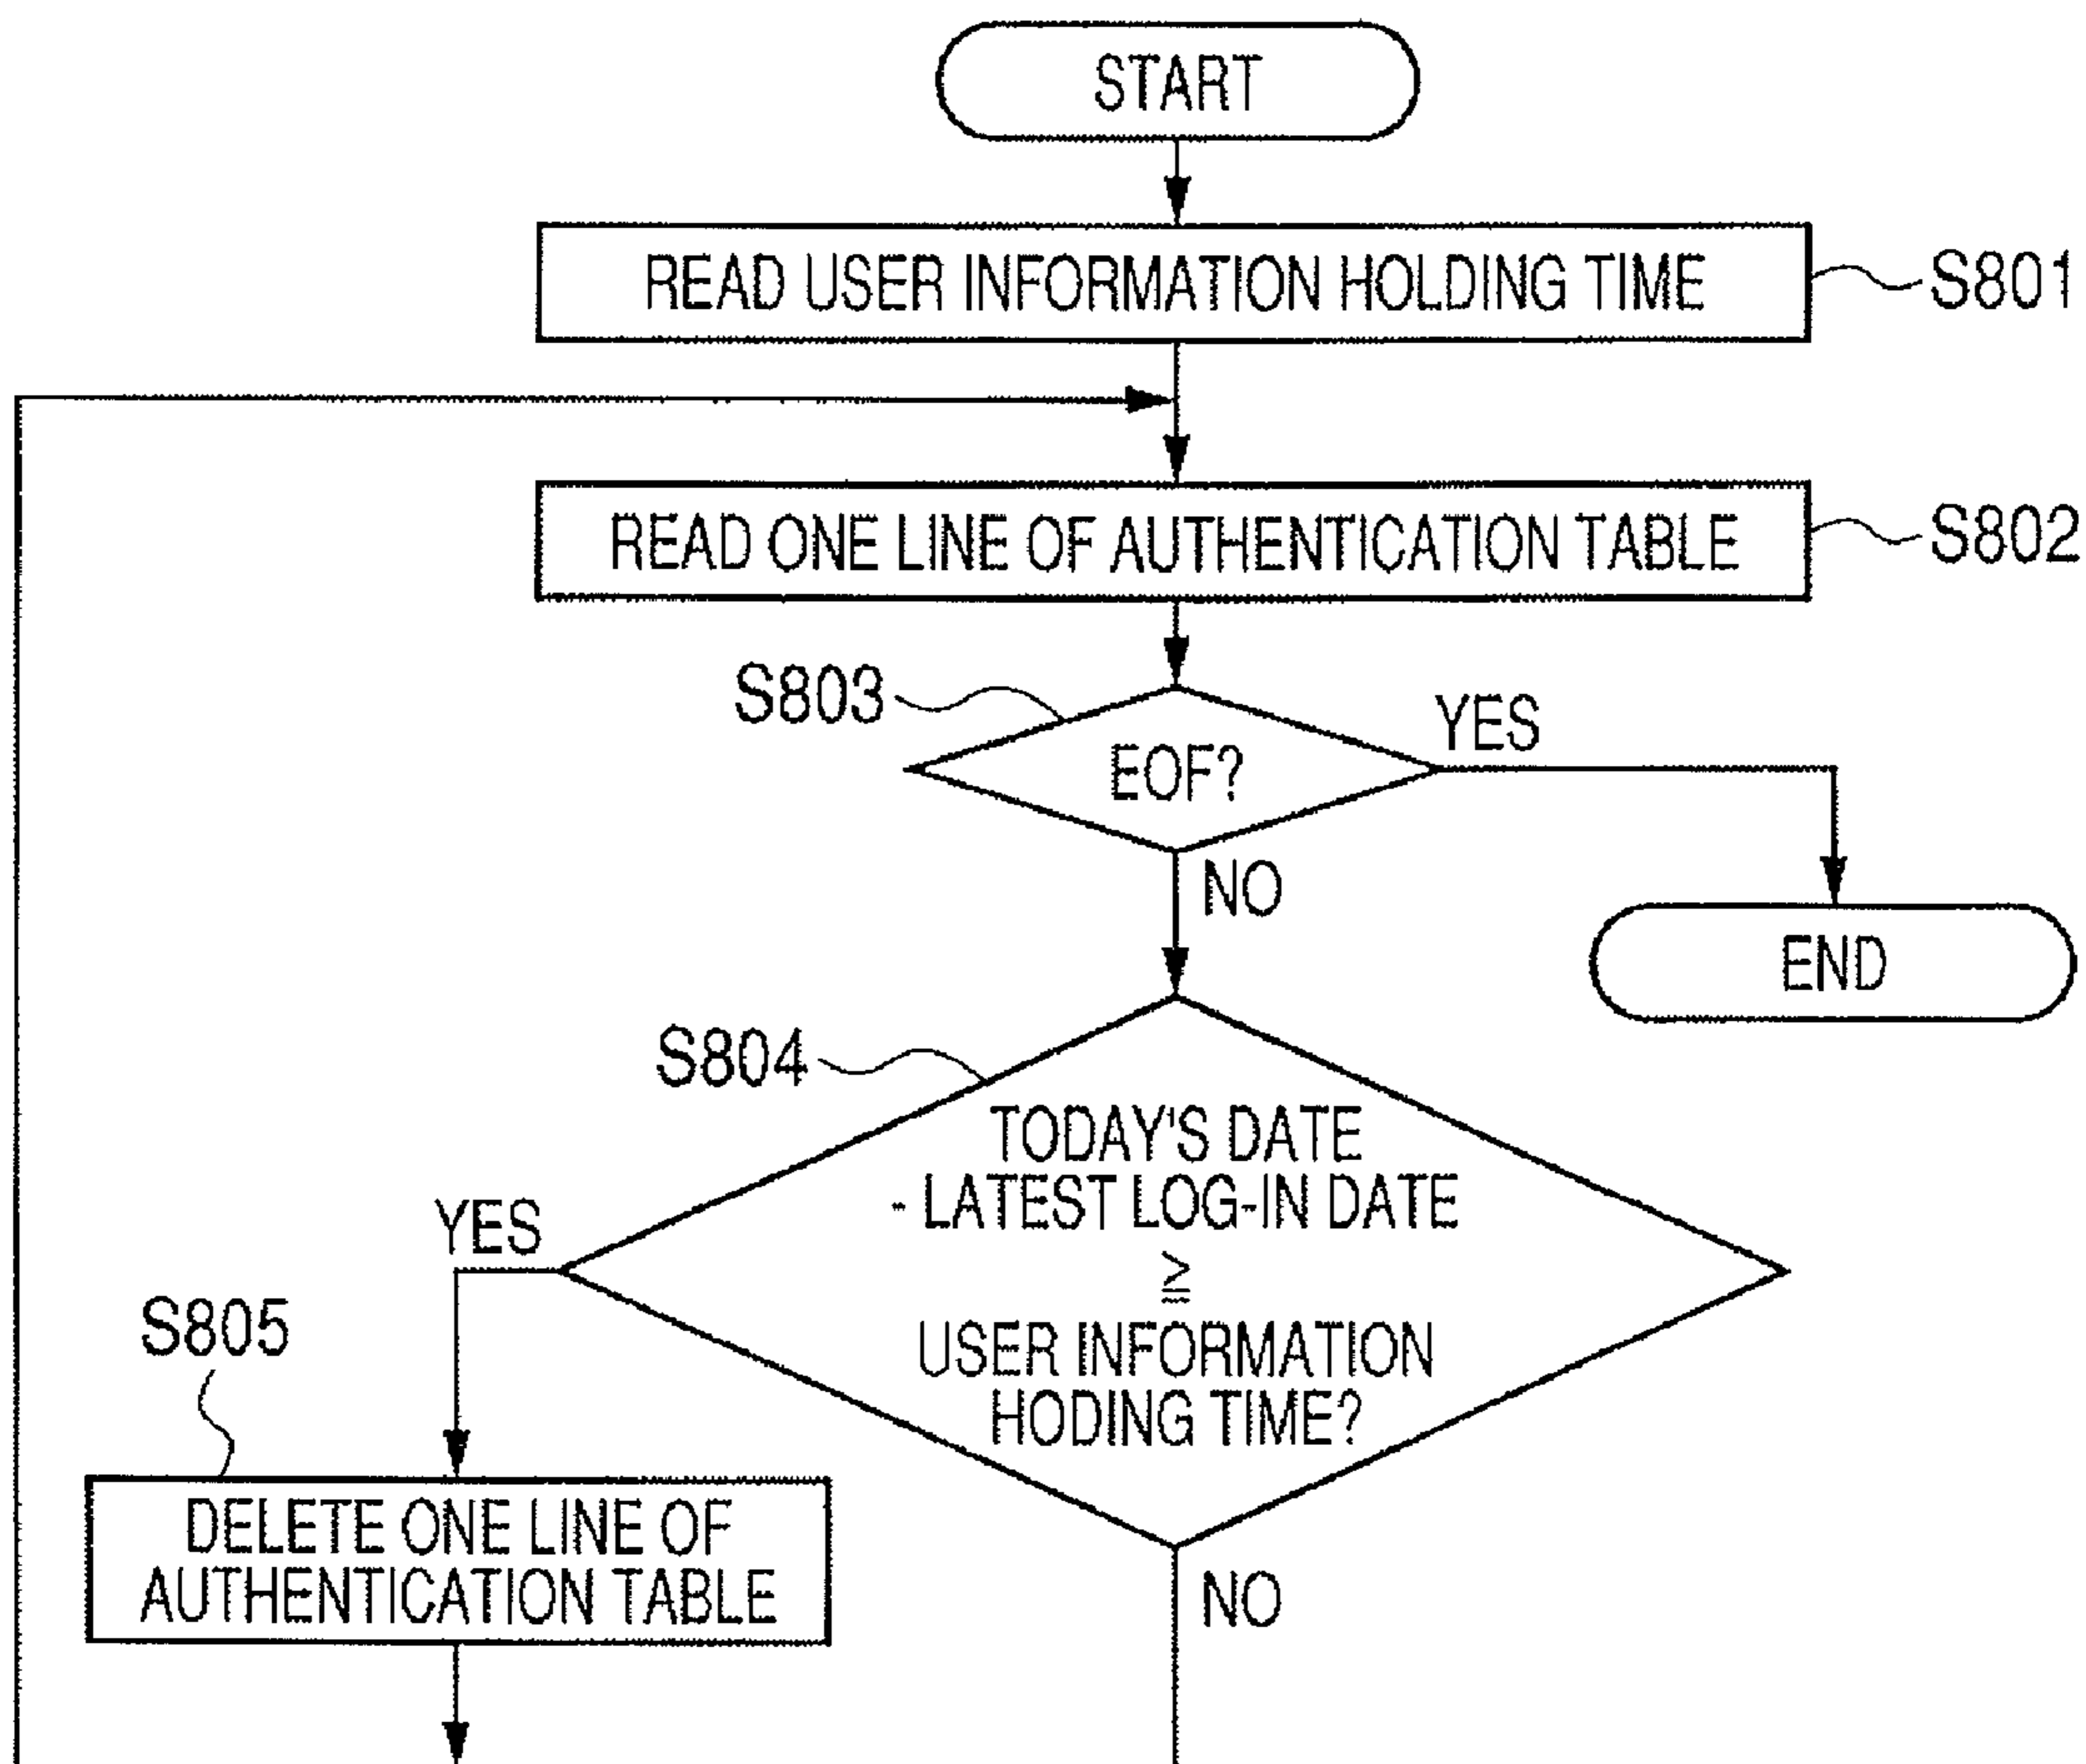 START
READ USER INFORMATION HOLDING TIME
S801
READ ONE LINE OF AUTHENTICATION TABLE
S802
S803
EOF?
YES
NO
END
S804
TODAY'S DATE
- LATEST LOG-IN DATE
≧
USER INFORMATION
HODING TIME?
YES
S805
DELETE ONE LINE OF
AUTHENTICATION TABLE
NO